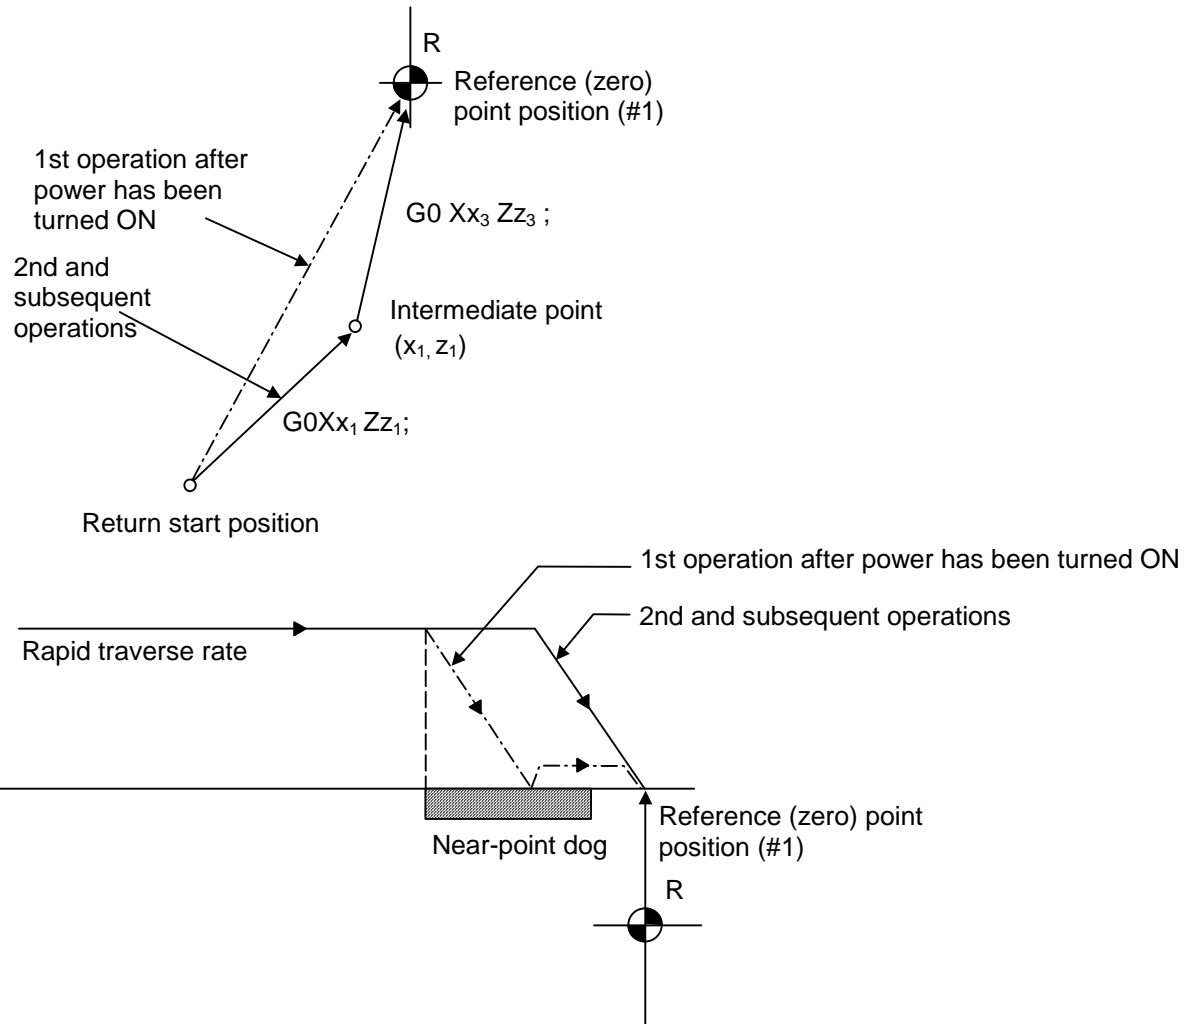 R
Reference (zero)
point position (#1)
1st operation after
power has been
turned ON
G0 Xx3 Zz3 ;
2nd and
subsequent
operations
Intermediate point
(x1, z1)
G0Xx1 Zz1;
Return start position
1st operation after power has been turned ON
2nd and subsequent operations
Rapid traverse rate
Reference (zero) point
position (#1)
Near-point dog
R